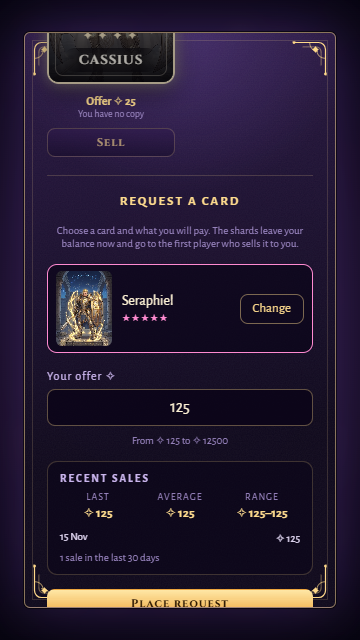 CASSIUS
Offer ✧ 25
You have no copy
SELL
REQUEST A CARD
Choose a card and what you will pay. The shards leave your
balance now and go to the first player who sells it to you.
Seraphiel
★★★★★
Change
Your offer ✧
125
From ✧ 125 to ✧ 12500
RECENT SALES
LAST AVERAGE RANGE
✧ 125 ✧ 125 ✧ 125–125
15 Nov ✧ 125
1 sale in the last 30 days
PLACE REQUEST